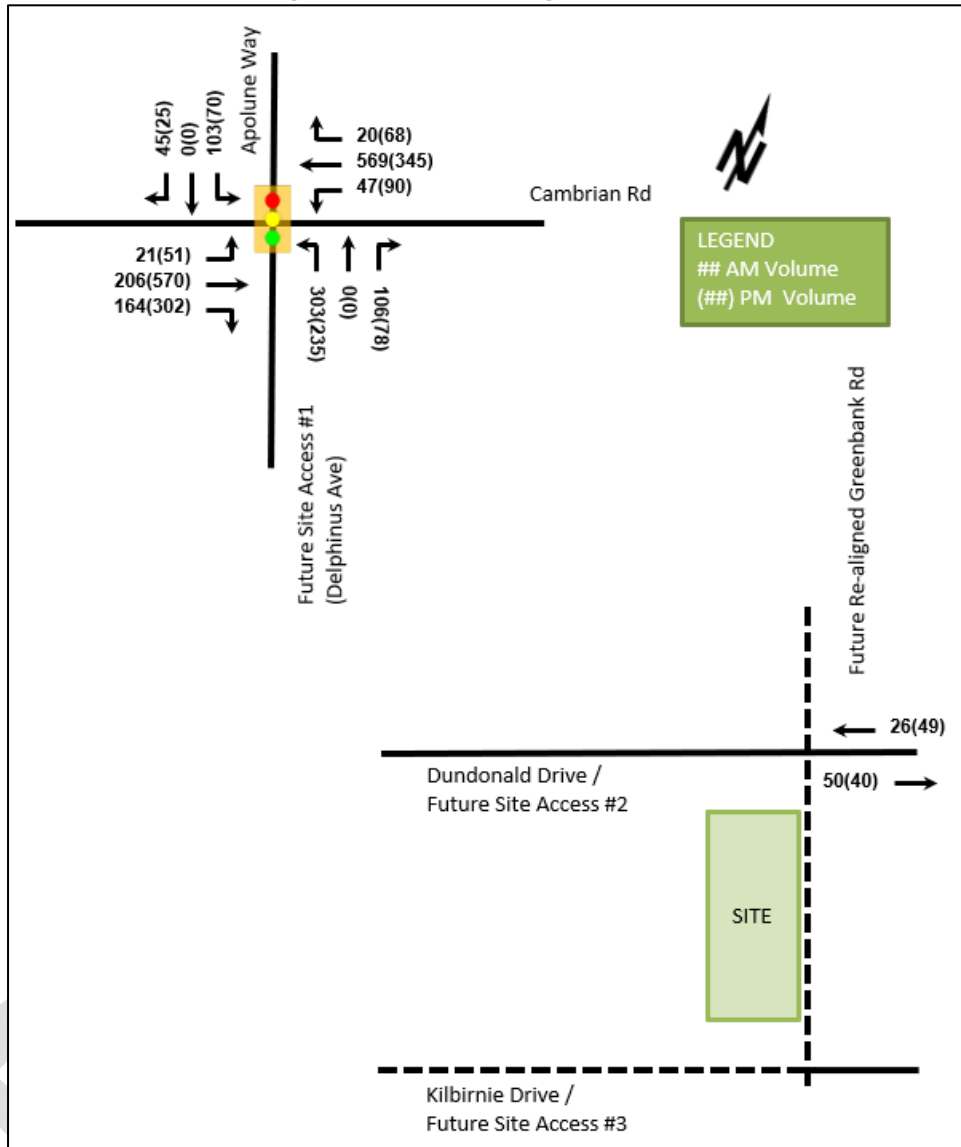 Apolune Way
45(25)
0(0)
103(70)
20(68)
569(345)
47(90)
Cambrian Rd
N
21(51)
206(570)
164(302)
303(235)
0(0)
106(78)
LEGEND
## AM Volume
(##) PM Volume
Future Site Access #1
(Delphinus Ave)
Future Re-aligned Greenbank Rd
26(49)
Dundonald Drive /
Future Site Access #2
50(40)
SITE
Kilbirnie Drive /
Future Site Access #3